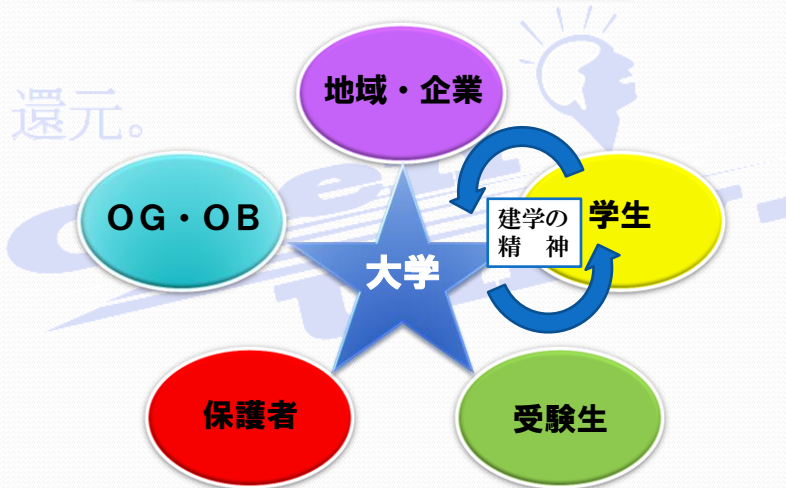 地域・企業
還元。
ＯＧ・ＯＢ
建学の
精　神
学生
大学
保護者
受験生